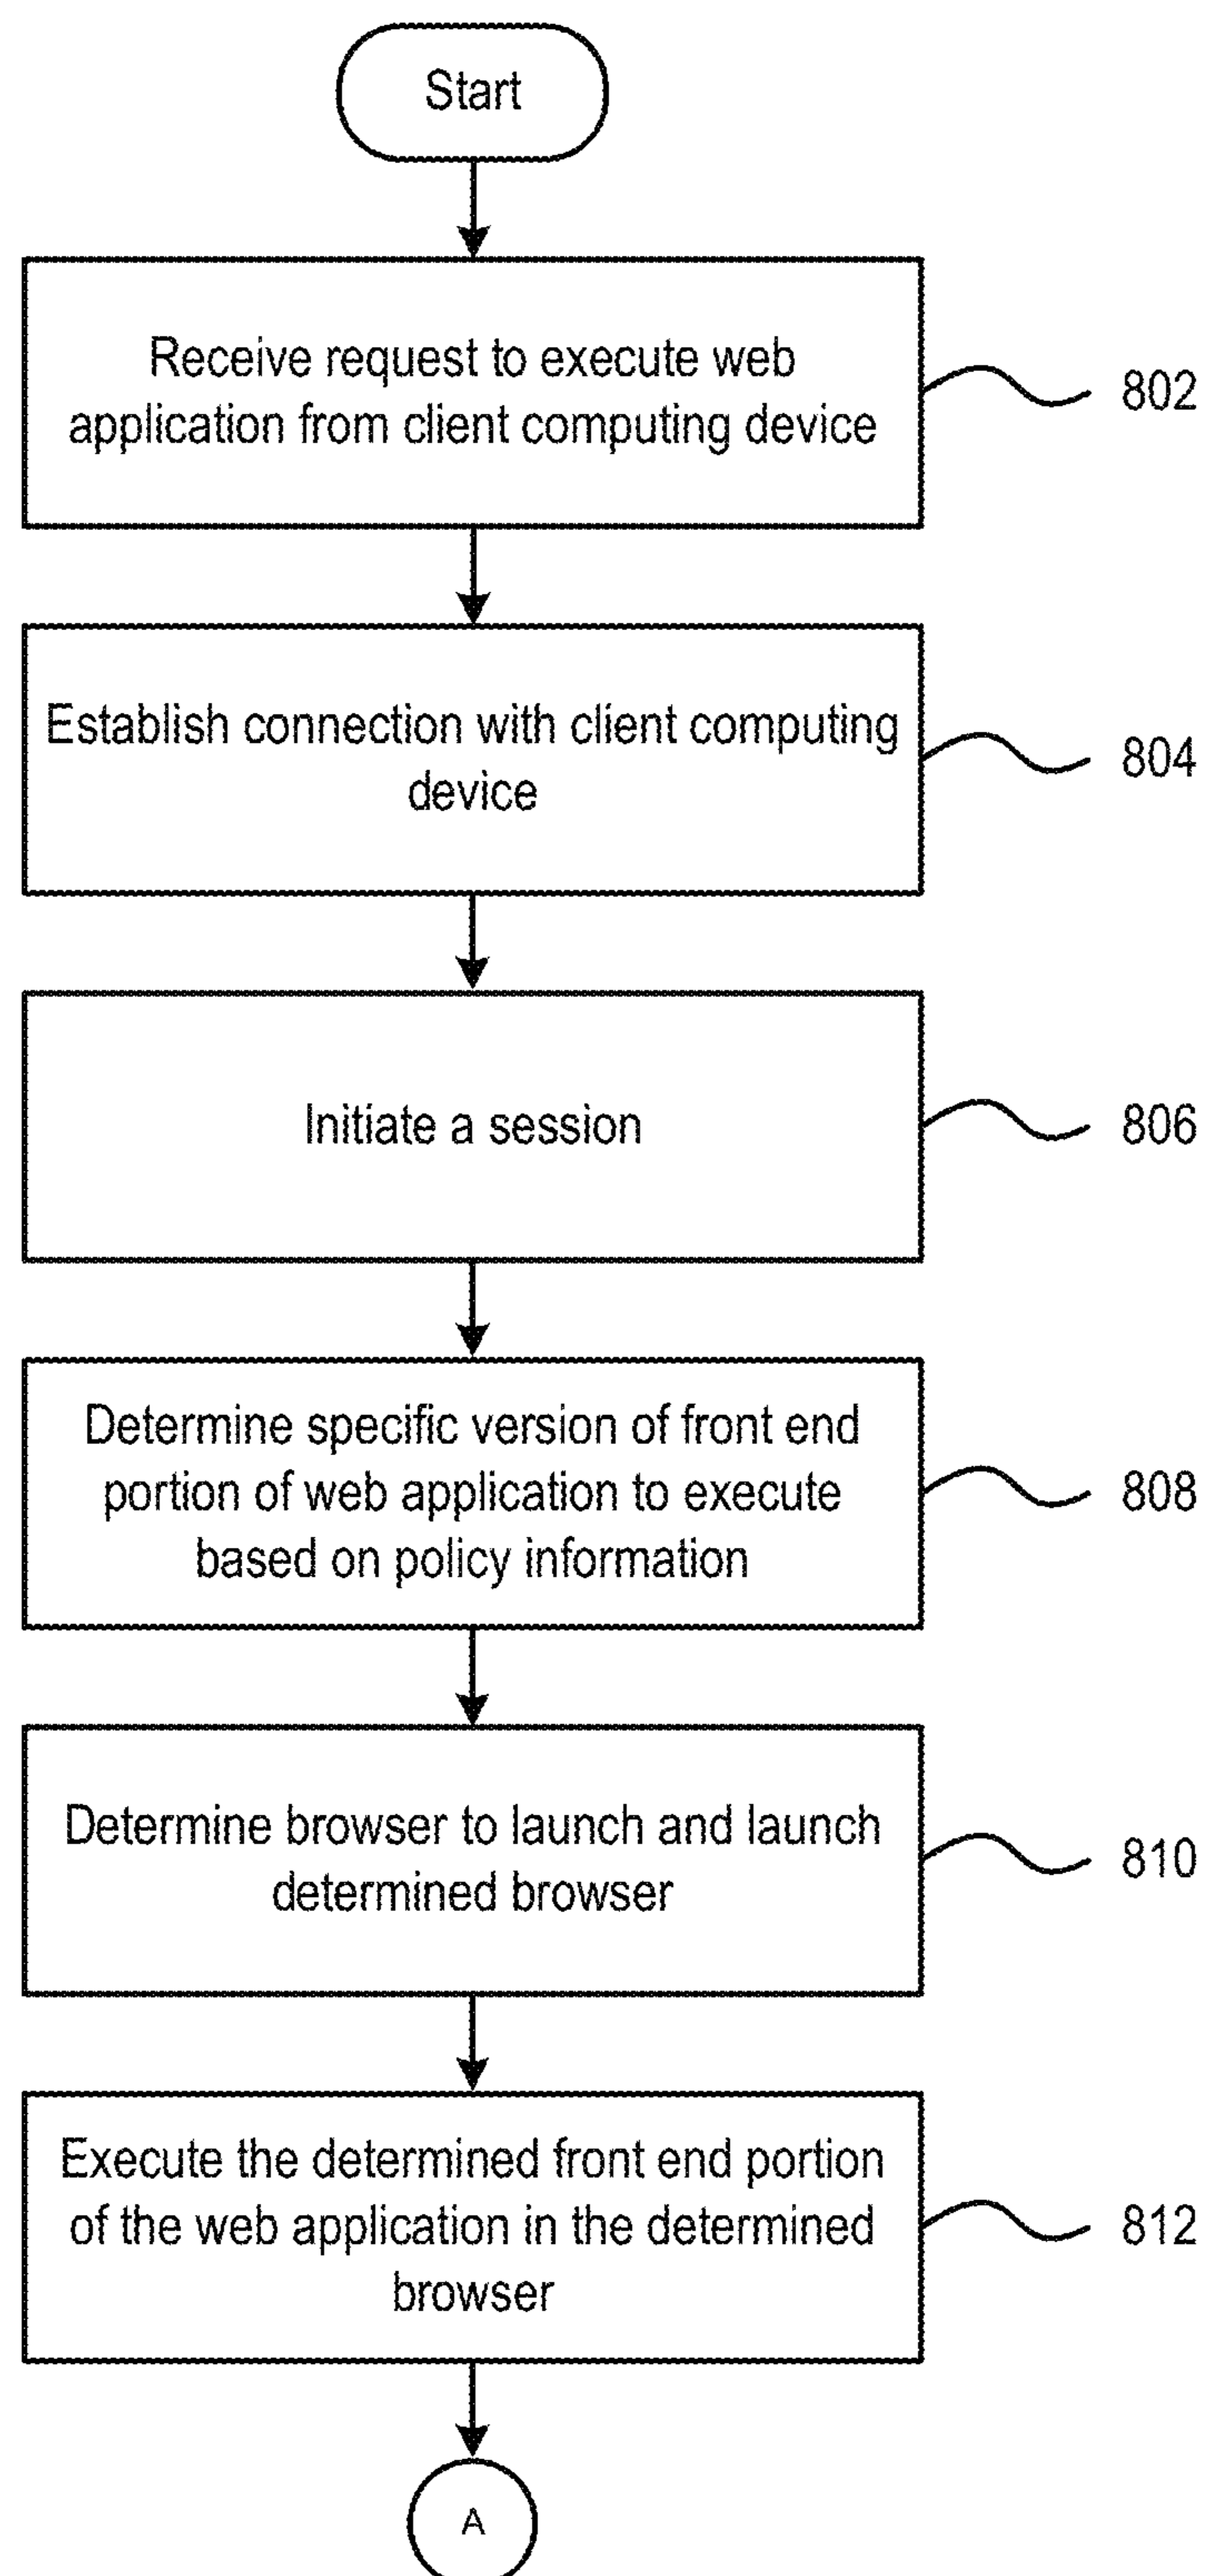 Start
Receive request to execute web
application from client computing device
802
Establish connection with client computing
device
804
Initiate a session
806
Determine specific version of front end
portion of web application to execute
based on policy information
808
Determine browser to launch and launch
determined browser
810
Execute the determined front end portion
of the web application in the determined
browser
812
A